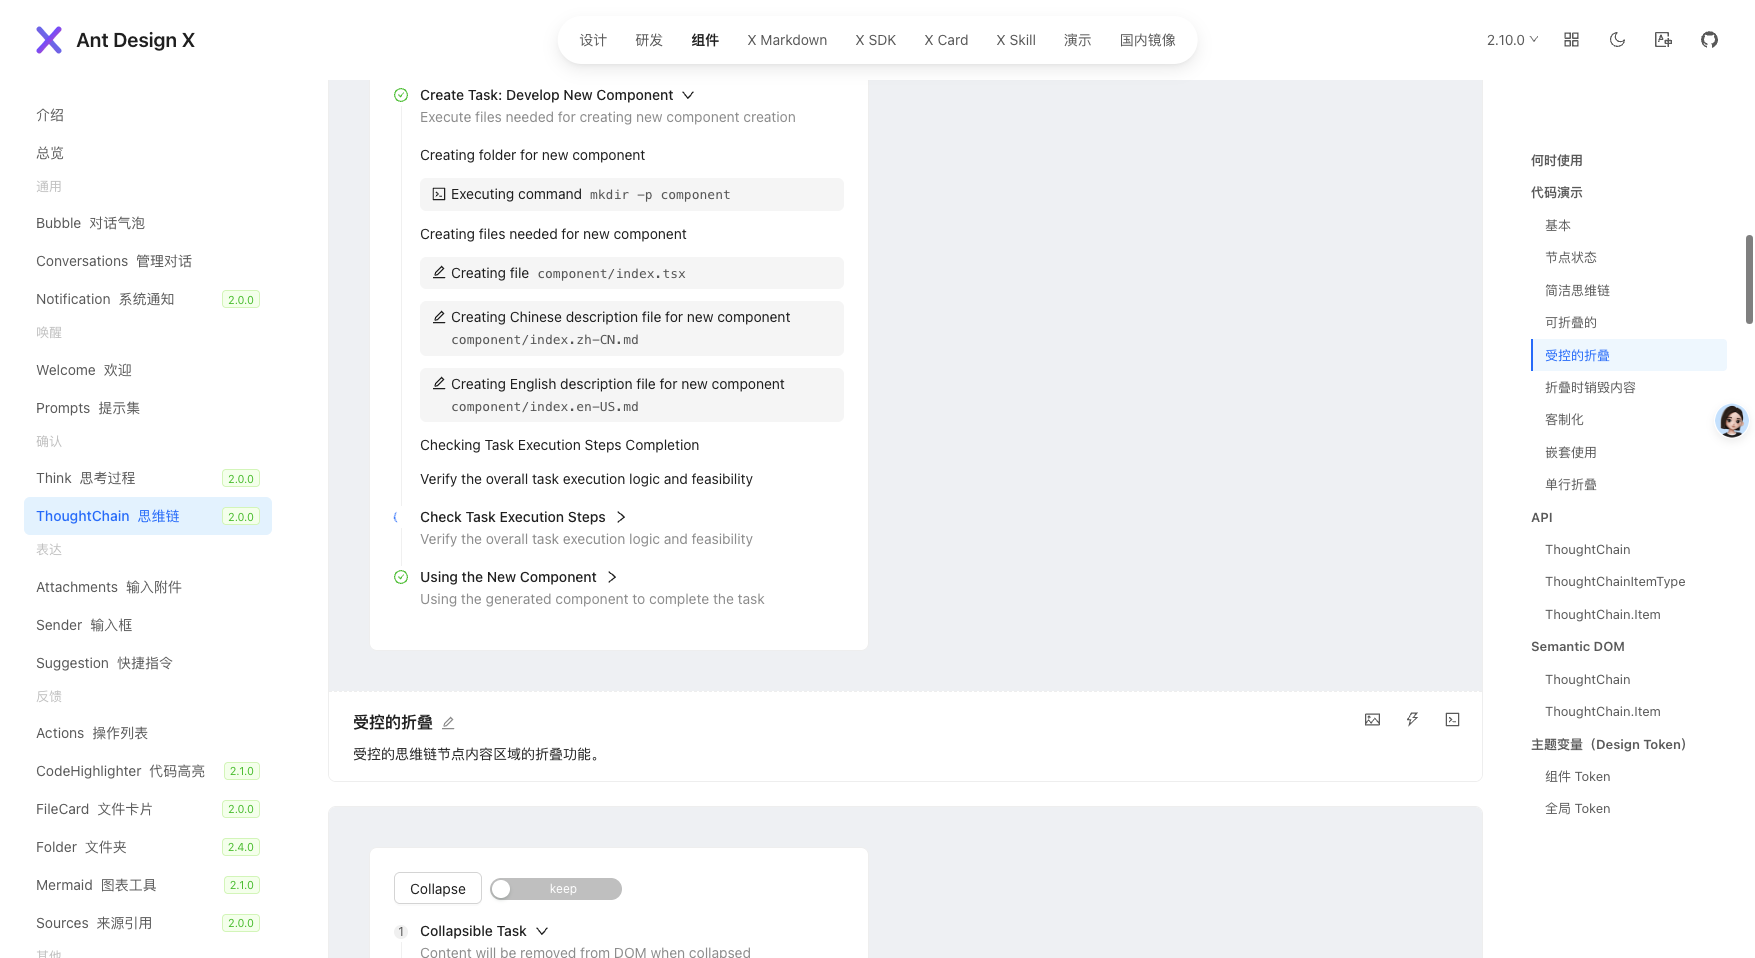 Ant Design X
设计
研发
组件
X Markdown
X SDK
X Card
X Skill
演示
国内镜像
2.10.0
介绍
总览
通用
Bubble 对话气泡
Conversations 管理对话
Notification 系统通知 2.0.0
唤醒
Welcome 欢迎
Prompts 提示集
确认
Think 思考过程 2.0.0
ThoughtChain 思维链 2.0.0
表达
Attachments 输入附件
Sender 输入框
Suggestion 快捷指令
反馈
Actions 操作列表
CodeHighlighter 代码高亮 2.1.0
FileCard 文件卡片 2.0.0
Folder 文件夹 2.4.0
Mermaid 图表工具 2.1.0
Sources 来源引用 2.0.0
其他
Create Task: Develop New Component
Execute files needed for creating new component creation
Creating folder for new component
Executing command mkdir -p component
Creating files needed for new component
Creating file component/index.tsx
Creating Chinese description file for new component
component/index.zh-CN.md
Creating English description file for new component
component/index.en-US.md
Checking Task Execution Steps Completion
Verify the overall task execution logic and feasibility
Check Task Execution Steps
Verify the overall task execution logic and feasibility
Using the New Component
Using the generated component to complete the task
受控的折叠
受控的思维链节点内容区域的折叠功能。
Collapse
keep
1 Collapsible Task
Content will be removed from DOM when collapsed
何时使用
代码演示
基本
节点状态
简洁思维链
可折叠的
受控的折叠
折叠时销毁内容
客制化
嵌套使用
单行折叠
API
ThoughtChain
ThoughtChainItemType
ThoughtChain.Item
Semantic DOM
ThoughtChain
ThoughtChain.Item
主题变量（Design Token）
组件 Token
全局 Token